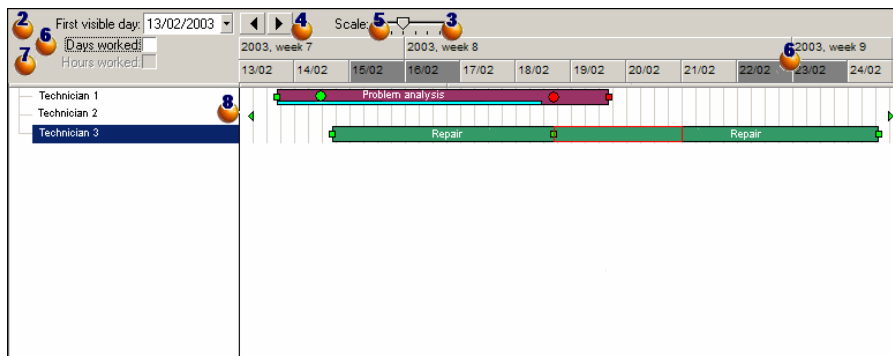 2 First visible day: 13/02/2003 4 Scale: 5 3
6 Days worked:
7 Hours worked:
2003, week 7 2003, week 8 6 2003, week 9
13/02 14/02 15/02 16/02 17/02 18/02 19/02 20/02 21/02 22/02 23/02 24/02
Technician 1 8 Problem analysis
Technician 2
Technician 3 Repair Repair